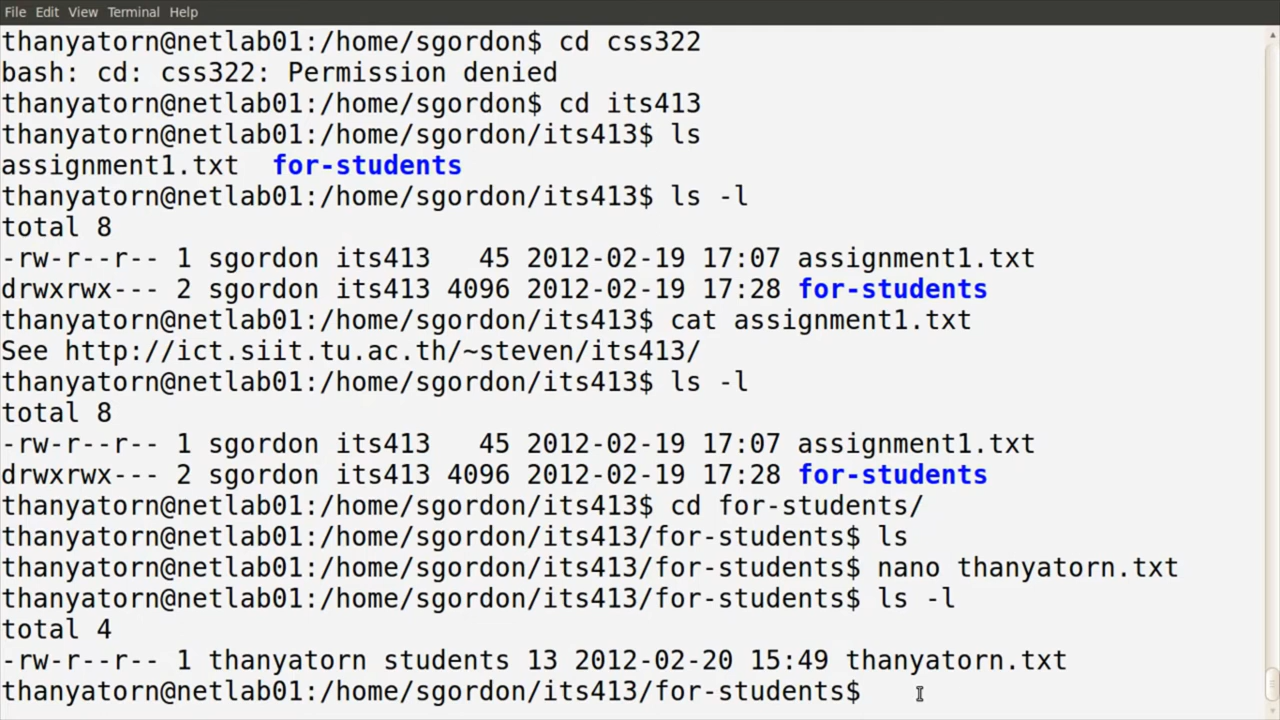 File Edit View Terminal Help
thanyatorn@netlab01:/home/sgordon$ cd css322
bash: cd: css322: Permission denied
thanyatorn@netlab01:/home/sgordon$ cd its413
thanyatorn@netlab01:/home/sgordon/its413$ ls
assignment1.txt  for-students
thanyatorn@netlab01:/home/sgordon/its413$ ls -l
total 8
-rw-r--r-- 1 sgordon its413   45 2012-02-19 17:07 assignment1.txt
drwxrwx--- 2 sgordon its413 4096 2012-02-19 17:28 for-students
thanyatorn@netlab01:/home/sgordon/its413$ cat assignment1.txt
See http://ict.siit.tu.ac.th/~steven/its413/
thanyatorn@netlab01:/home/sgordon/its413$ ls -l
total 8
-rw-r--r-- 1 sgordon its413   45 2012-02-19 17:07 assignment1.txt
drwxrwx--- 2 sgordon its413 4096 2012-02-19 17:28 for-students
thanyatorn@netlab01:/home/sgordon/its413$ cd for-students/
thanyatorn@netlab01:/home/sgordon/its413/for-students$ ls
thanyatorn@netlab01:/home/sgordon/its413/for-students$ nano thanyatorn.txt
thanyatorn@netlab01:/home/sgordon/its413/for-students$ ls -l
total 4
-rw-r--r-- 1 thanyatorn students 13 2012-02-20 15:49 thanyatorn.txt
thanyatorn@netlab01:/home/sgordon/its413/for-students$